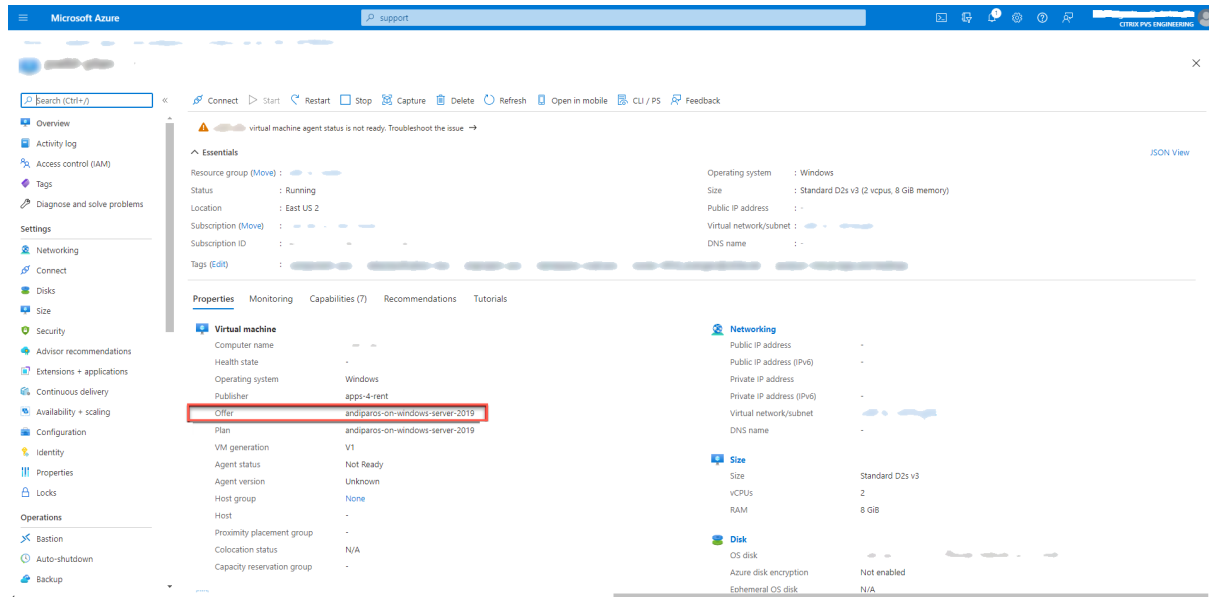 Microsoft Azure
support
1
CITRIX PVS ENGINEERING
Search (Ctrl+/)
«
Connect Start Restart Stop Capture Delete Refresh Open in mobile CLI / PS Feedback
Overview
Activity log
Access control (IAM)
Tags
Diagnose and solve problems
Settings
Networking
Connect
Disks
Size
Security
Advisor recommendations
Extensions + applications
Continuous delivery
Availability + scaling
Configuration
Identity
Properties
Locks
Operations
Bastion
Auto-shutdown
Backup
virtual machine agent status is not ready. Troubleshoot the issue →
Essentials
JSON View
Resource group (Move) :
Status : Running
Location : East US 2
Subscription (Move) :
Subscription ID :
Tags (Edit) :
Operating system : Windows
Size : Standard D2s v3 (2 vcpus, 8 GiB memory)
Public IP address : -
Virtual network/subnet :
DNS name : -
Properties Monitoring Capabilities (7) Recommendations Tutorials
Virtual machine
Computer name
Health state -
Operating system Windows
Publisher apps-4-rent
Offer andiparos-on-windows-server-2019
Plan andiparos-on-windows-server-2019
VM generation V1
Agent status Not Ready
Agent version Unknown
Host group None
Host -
Proximity placement group -
Colocation status N/A
Capacity reservation group -
Networking
Public IP address -
Public IP address (IPv6) -
Private IP address
Private IP address (IPv6) -
Virtual network/subnet
DNS name -
Size
Size Standard D2s v3
vCPUs 2
RAM 8 GiB
Disk
OS disk
Azure disk encryption Not enabled
Ephemeral OS disk N/A